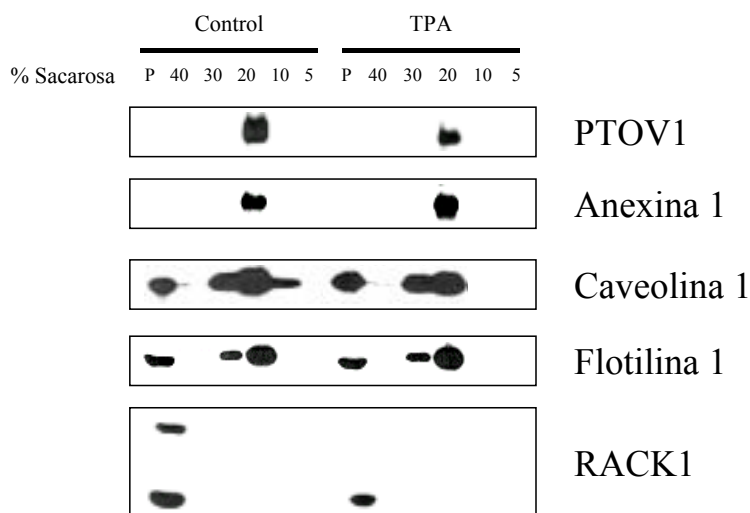 Control TPA
% Sacarosa P 40 30 20 10 5 P 40 30 20 10 5
PTOV1
Anexina 1
Caveolina 1
Flotilina 1
RACK1